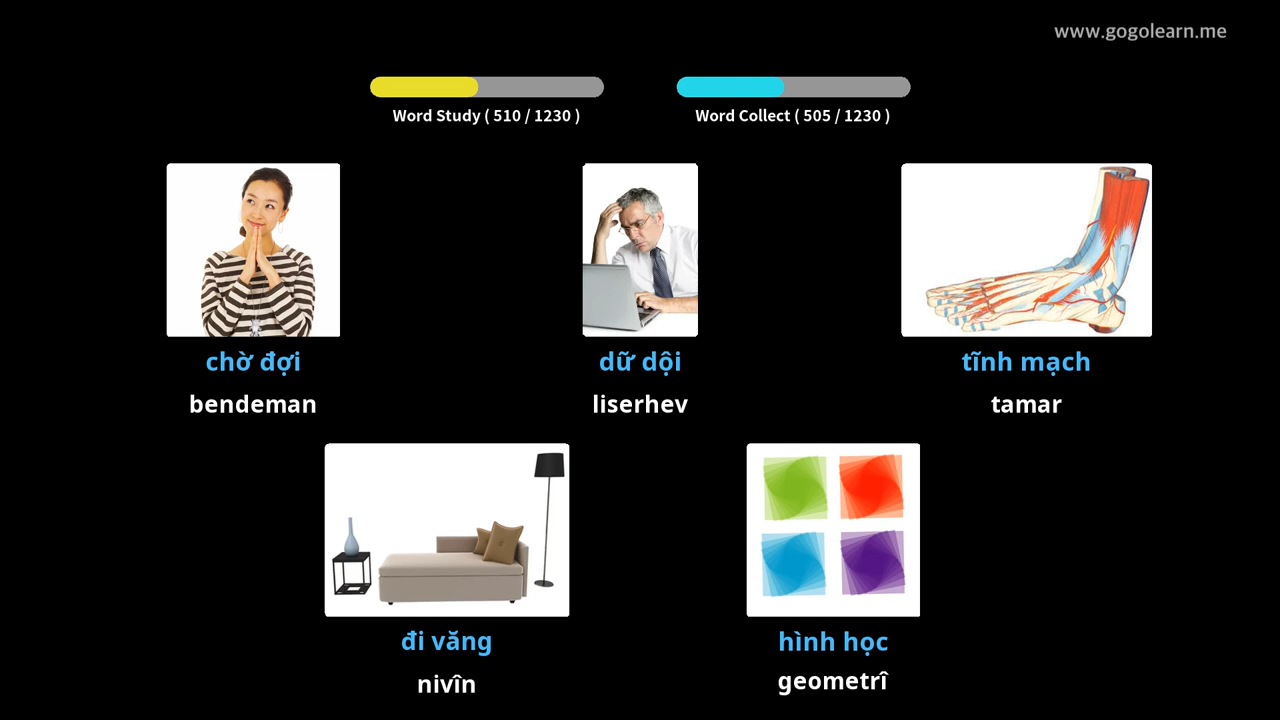 www.gogolearn.me
Word Study ( 510 / 1230 )
Word Collect ( 505 / 1230 )
chờ đợi
bendeman
dữ dội
liserhev
tĩnh mạch
tamar
đi văng
nivîn
hình học
geometrî